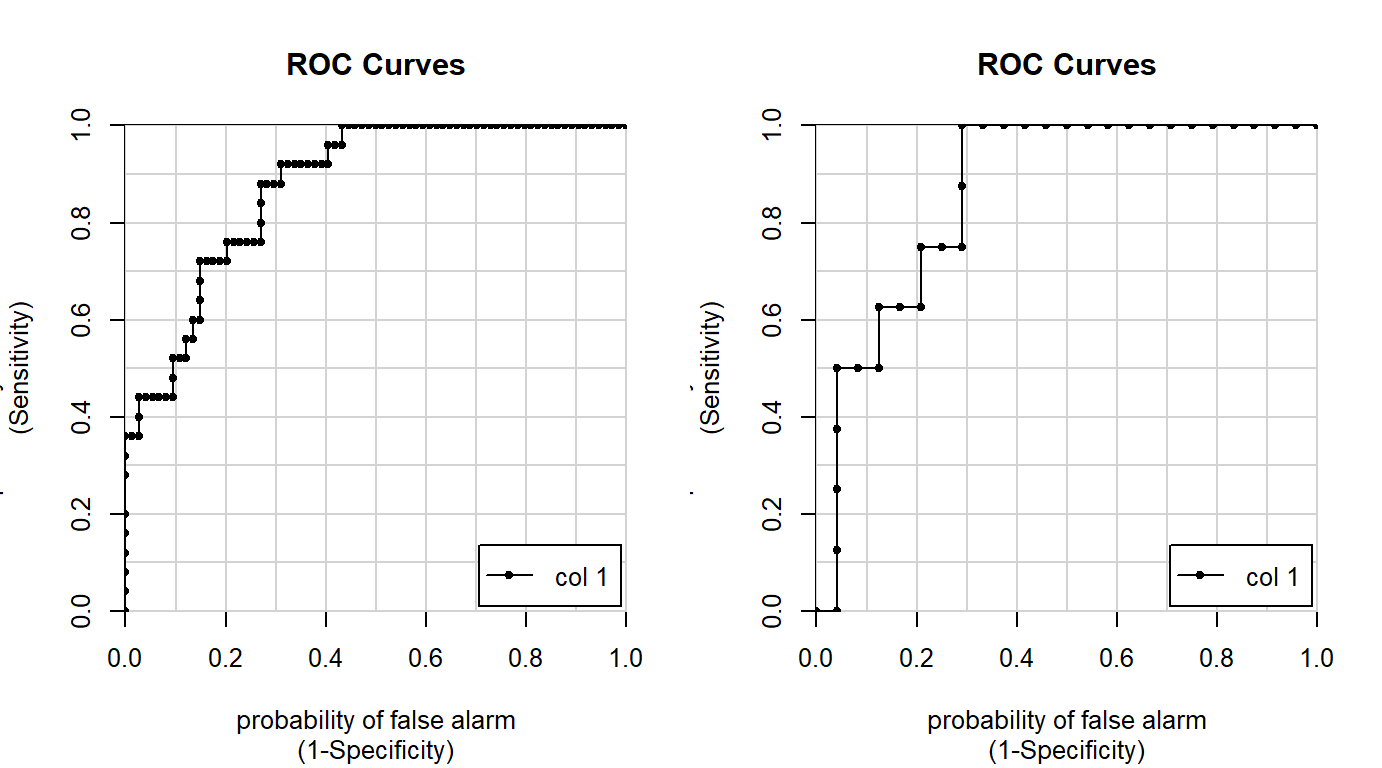 ROC Curves
1.0
0.8
0.6
0.4
0.2
0.0
(Sensitivity)
col 1
0.0 0.2 0.4 0.6 0.8 1.0
probability of false alarm
(1-Specificity)
ROC Curves
1.0
0.8
0.6
0.4
0.2
0.0
(Sensitivity)
col 1
0.0 0.2 0.4 0.6 0.8 1.0
probability of false alarm
(1-Specificity)